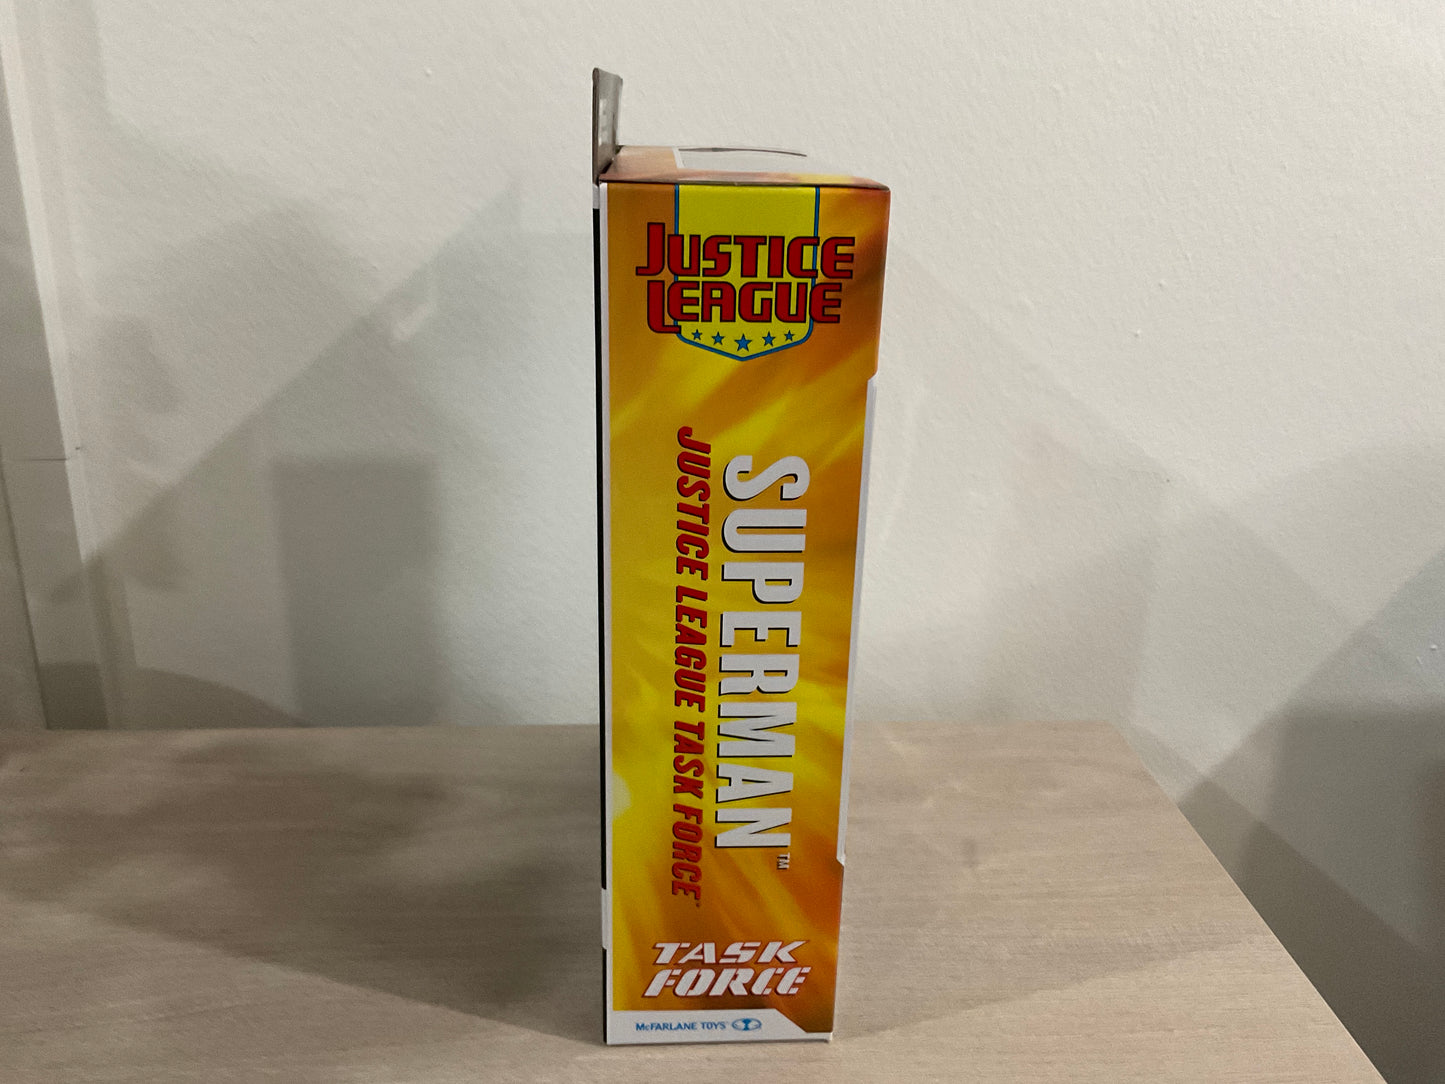 JUSTICE
LEAGUE
SUPERMAN™
JUSTICE LEAGUE TASK FORCE™
TASK
FORCE
McFARLANE TOYS